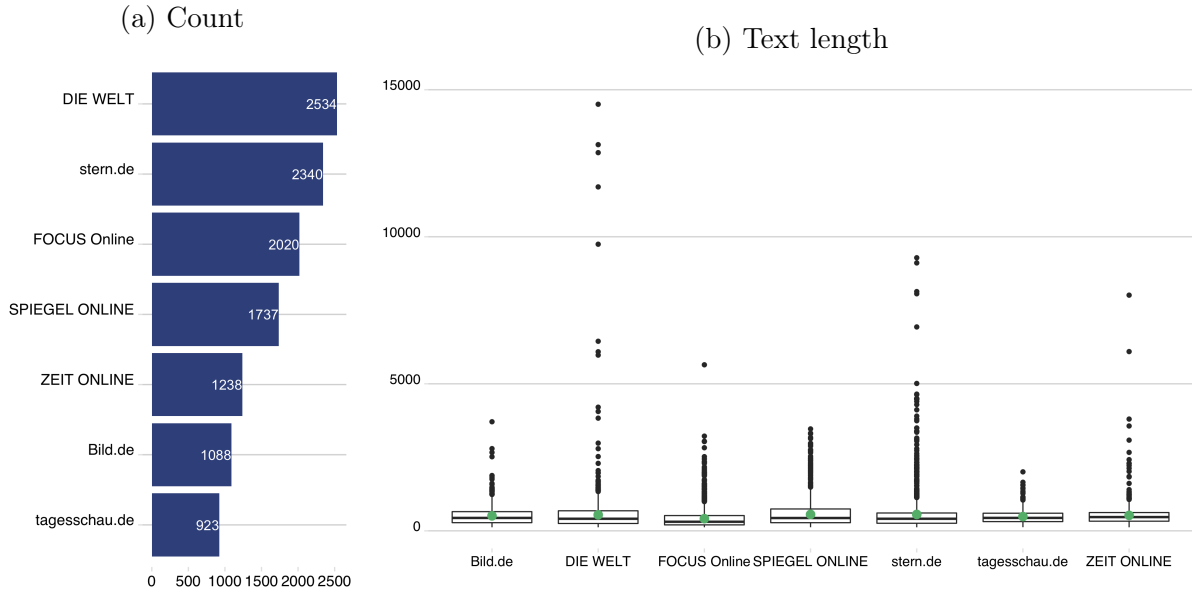 (a) Count
DIE WELT 2534
stern.de 2340
FOCUS Online 2020
SPIEGEL ONLINE 1737
ZEIT ONLINE 1238
Bild.de 1088
tagesschau.de 923
0 500 1000 1500 2000 2500
(b) Text length
15000
10000
5000
0
Bild.de DIE WELT FOCUS Online SPIEGEL ONLINE stern.de tagesschau.de ZEIT ONLINE